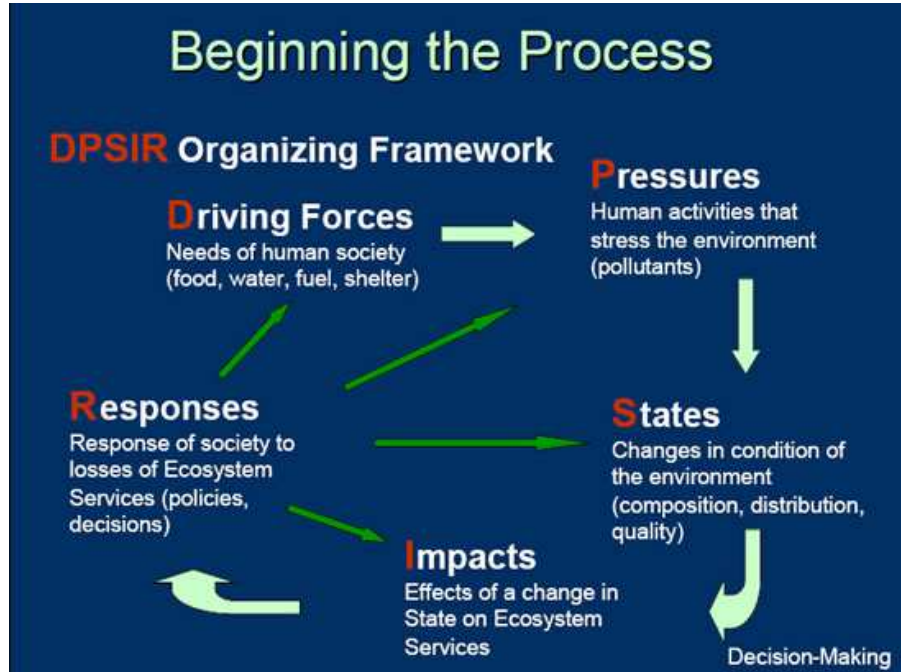 Beginning the Process
DPSIR Organizing Framework
Driving Forces
Needs of human society
(food, water, fuel, shelter)
Pressures
Human activities that
stress the environment
(pollutants)
Responses
Response of society to
losses of Ecosystem
Services (policies,
decisions)
States
Changes in condition of
the environment
(composition, distribution,
quality)
Impacts
Effects of a change in
State on Ecosystem
Services
Decision-Making